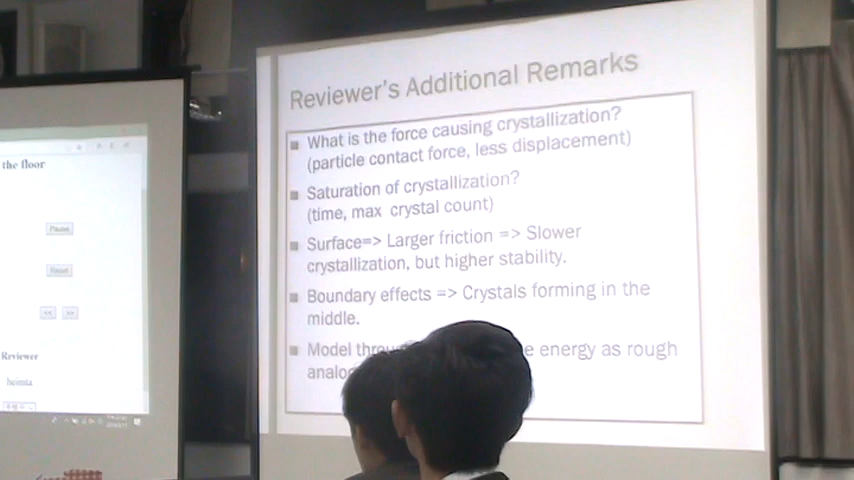 the floor
Pause
Reset
<<
>>
Reviewer
Reviewer's Additional Remarks
What is the force causing crystallization?
(particle contact force, less displacement)
Saturation of crystallization?
(time, max crystal count)
Surface=> Larger friction => Slower
crystallization, but higher stability.
Boundary effects => Crystals forming in the
middle.
Model energy as rough